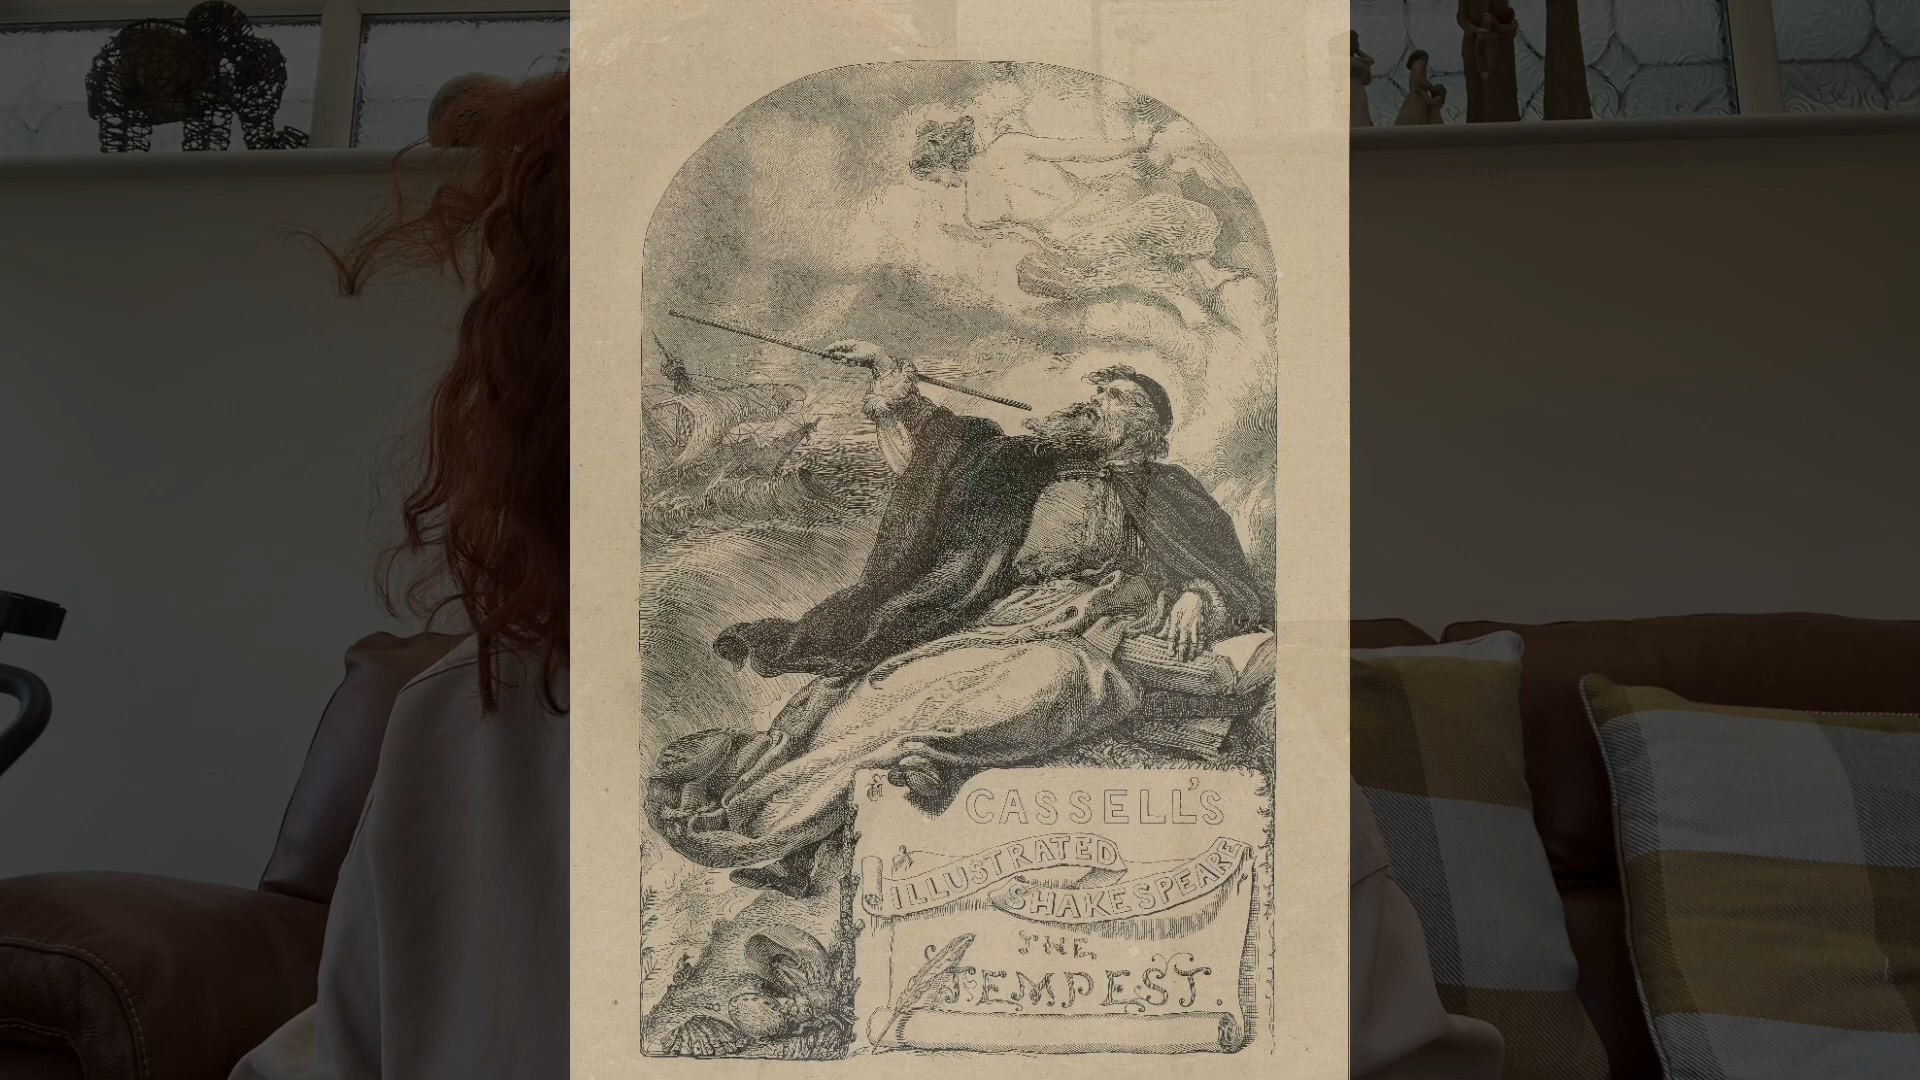 CASSELL'S
ILLUSTRATED
SHAKESPEARE
THE
TEMPEST.